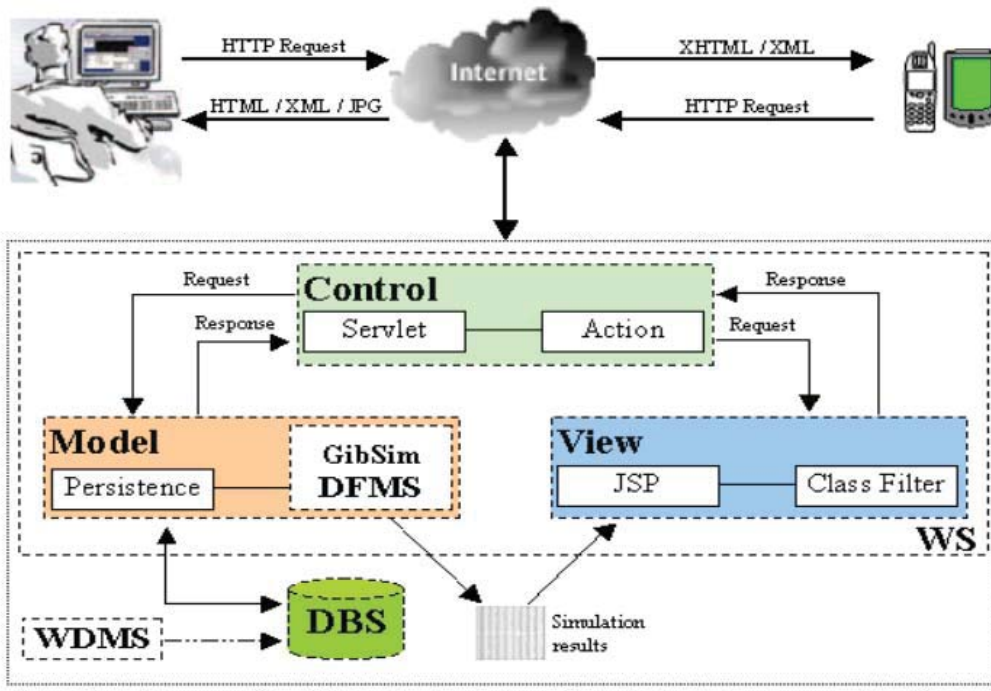 HTTP Request
HTML / XML / JPG
Internet
XHTML / XML
HTTP Request
Control
Servlet
Action
Request
Response
Response
Request
Model
Persistence
GibSim
DFMS
View
JSP
Class Filter
WS
WDMS
DBS
Simulation
results